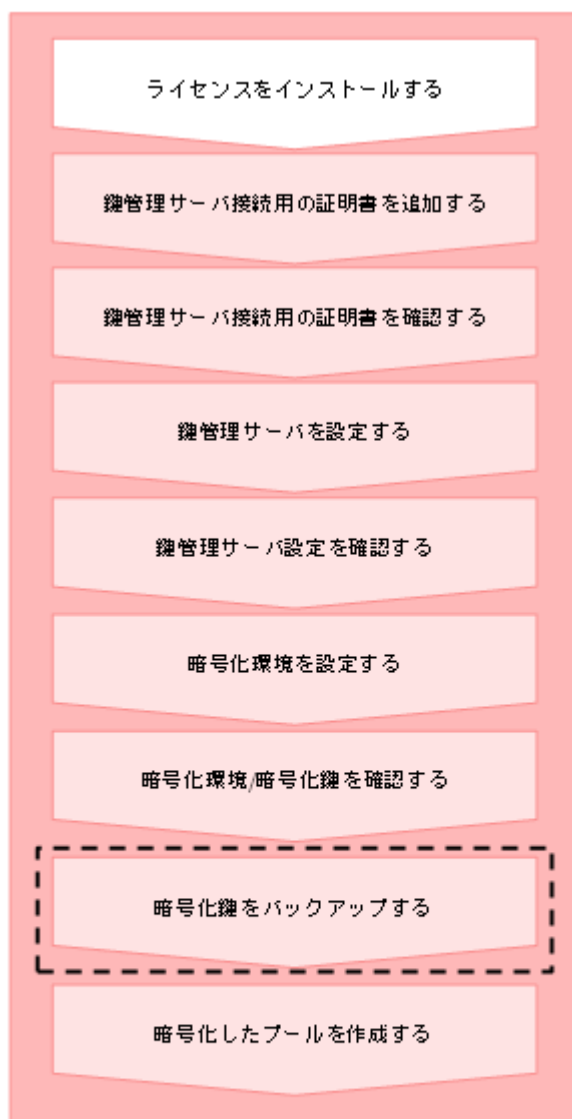 ライセンスをインストールする
鍵管理サーバ接続用の証明書を追加する
鍵管理サーバ接続用の証明書を確認する
鍵管理サーバを設定する
鍵管理サーバ設定を確認する
暗号化環境を設定する
暗号化環境/暗号化鍵を確認する
暗号化鍵をバックアップする
暗号化したプールを作成する